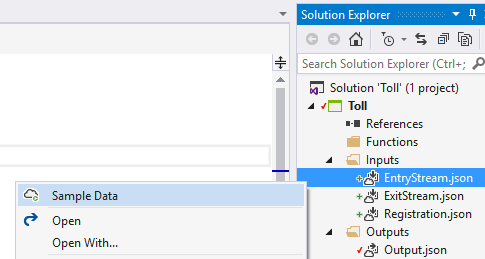 Solution Explorer
Search Solution Explorer (Ctrl+;
Solution 'Toll' (1 project)
Toll
References
Functions
Inputs
EntryStream.json
ExitStream.json
Registration.json
Outputs
Output.json
Sample Data
Open
Open With...